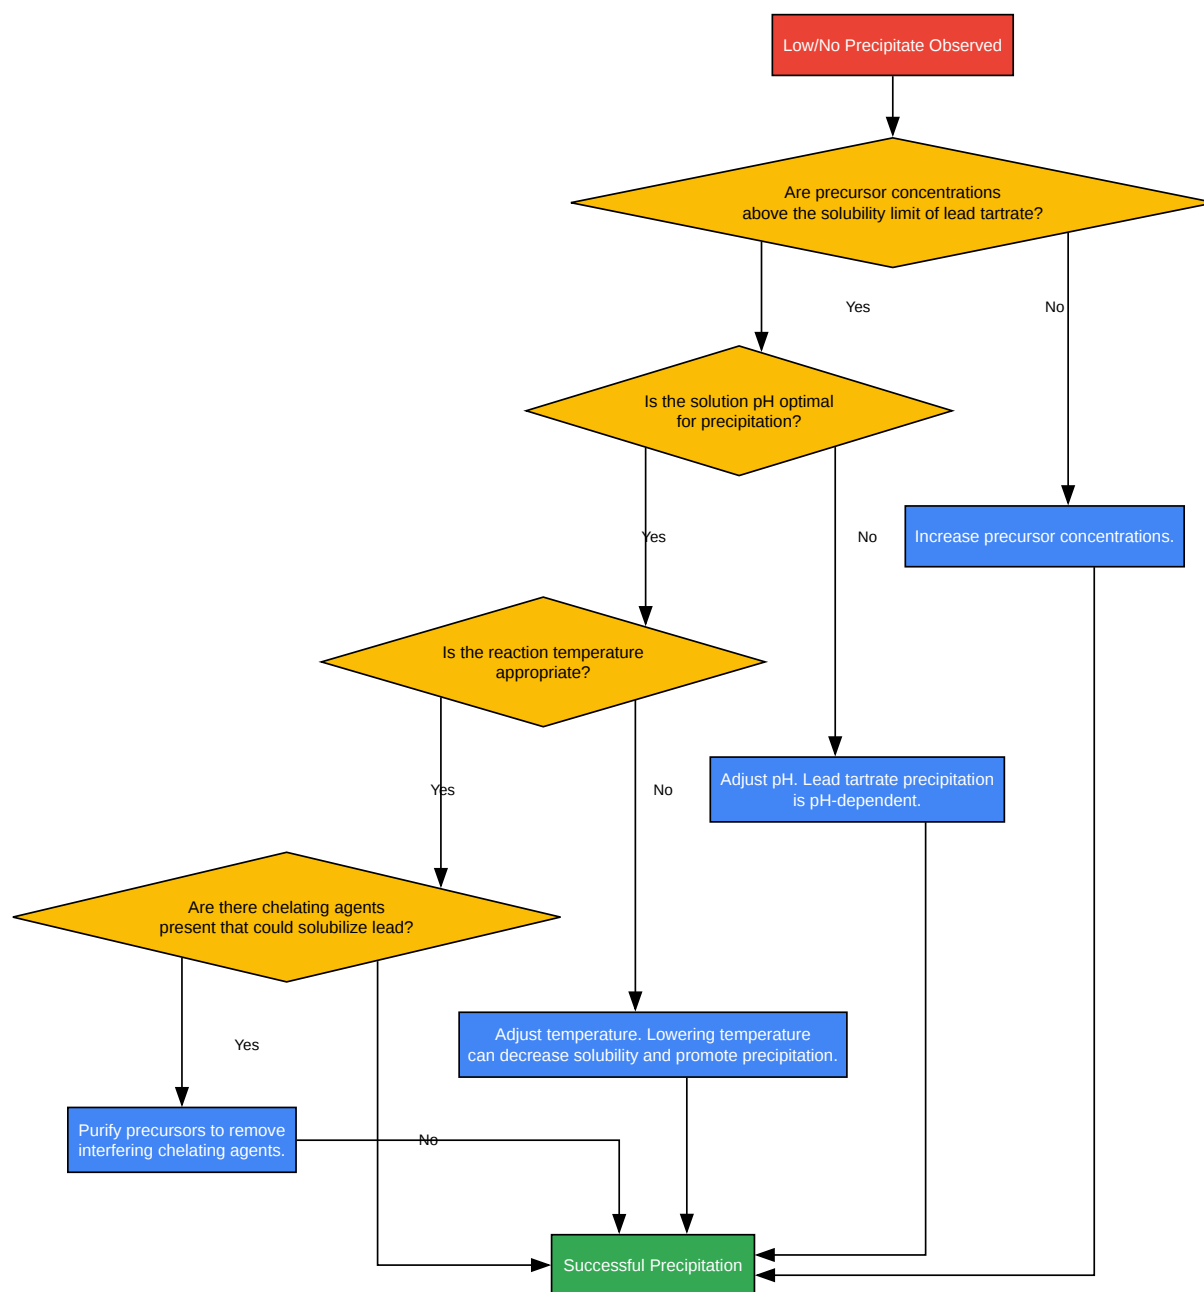 Low/No Precipitate Observed
Are precursor concentrations
above the solubility limit of lead tartrate?
Yes
No
Is the solution pH optimal
for precipitation?
Yes
No
Increase precursor concentrations.
Is the reaction temperature
appropriate?
Yes
No
Adjust pH. Lead tartrate precipitation
is pH-dependent.
Are there chelating agents
present that could solubilize lead?
Yes
Adjust temperature. Lowering temperature
can decrease solubility and promote precipitation.
Purify precursors to remove
interfering chelating agents.
No
Successful Precipitation